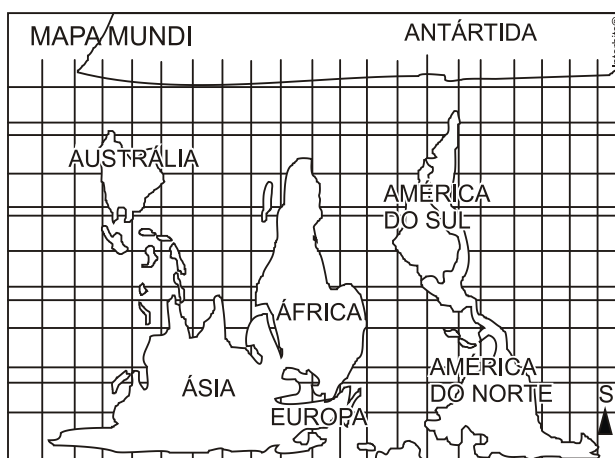 MAPA MUNDI
ANTÁRTIDA
AUSTRÁLIA
AMÉRICA
DO SUL
ÁFRICA
ÁSIA
AMÉRICA
DO NORTE
EUROPA
S